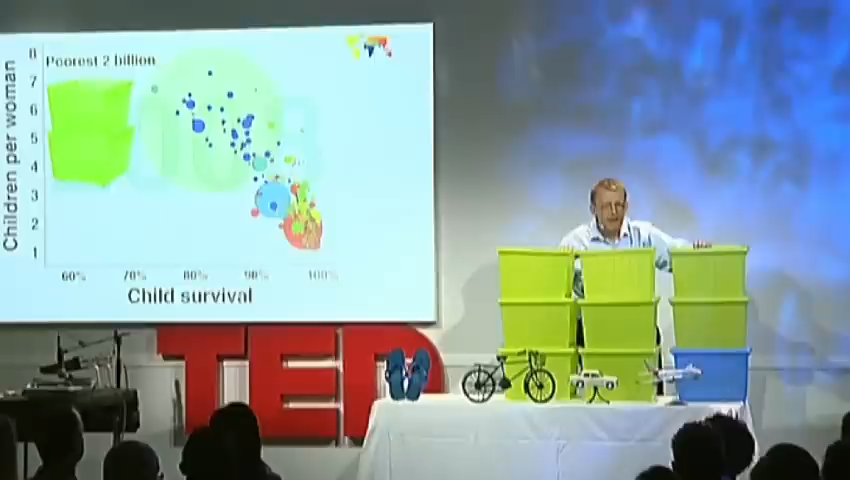 Poorest 2 billion
Children per woman
8
7
6
5
4
3
2
1
60% 70% 80% 90% 100%
Child survival
TED